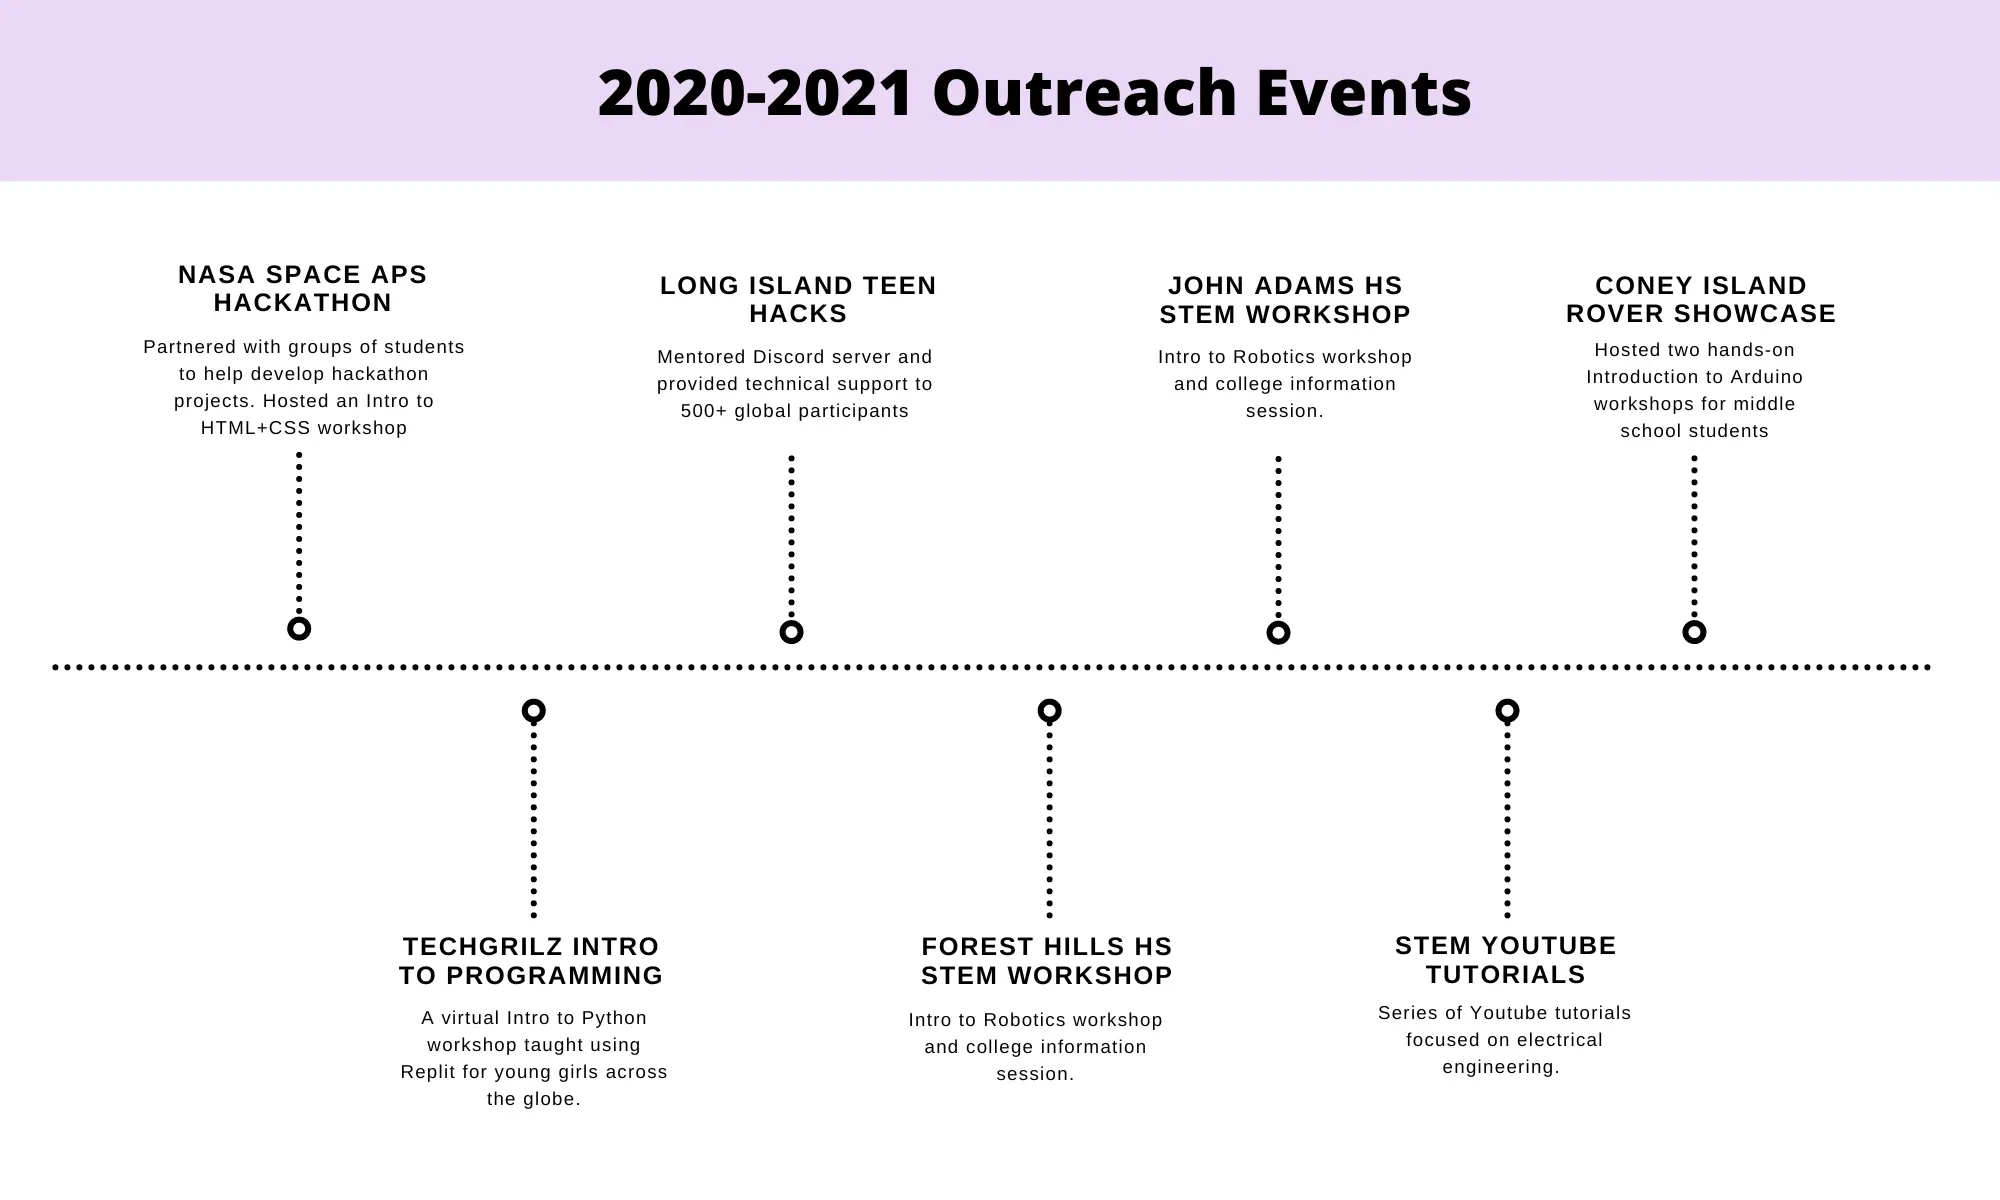 2020-2021 Outreach Events
NASA SPACE APS
HACKATHON
Partnered with groups of students
to help develop hackathon
projects. Hosted an Intro to
HTML+CSS workshop
LONG ISLAND TEEN
HACKS
Mentored Discord server and
provided technical support to
500+ global participants
JOHN ADAMS HS
STEM WORKSHOP
Intro to Robotics workshop
and college information
session.
CONEY ISLAND
ROVER SHOWCASE
Hosted two hands-on
Introduction to Arduino
workshops for middle
school students
TECHGRILZ INTRO
TO PROGRAMMING
A virtual Intro to Python
workshop taught using
Replit for young girls across
the globe.
FOREST HILLS HS
STEM WORKSHOP
Intro to Robotics workshop
and college information
session.
STEM YOUTUBE
TUTORIALS
Series of Youtube tutorials
focused on electrical
engineering.